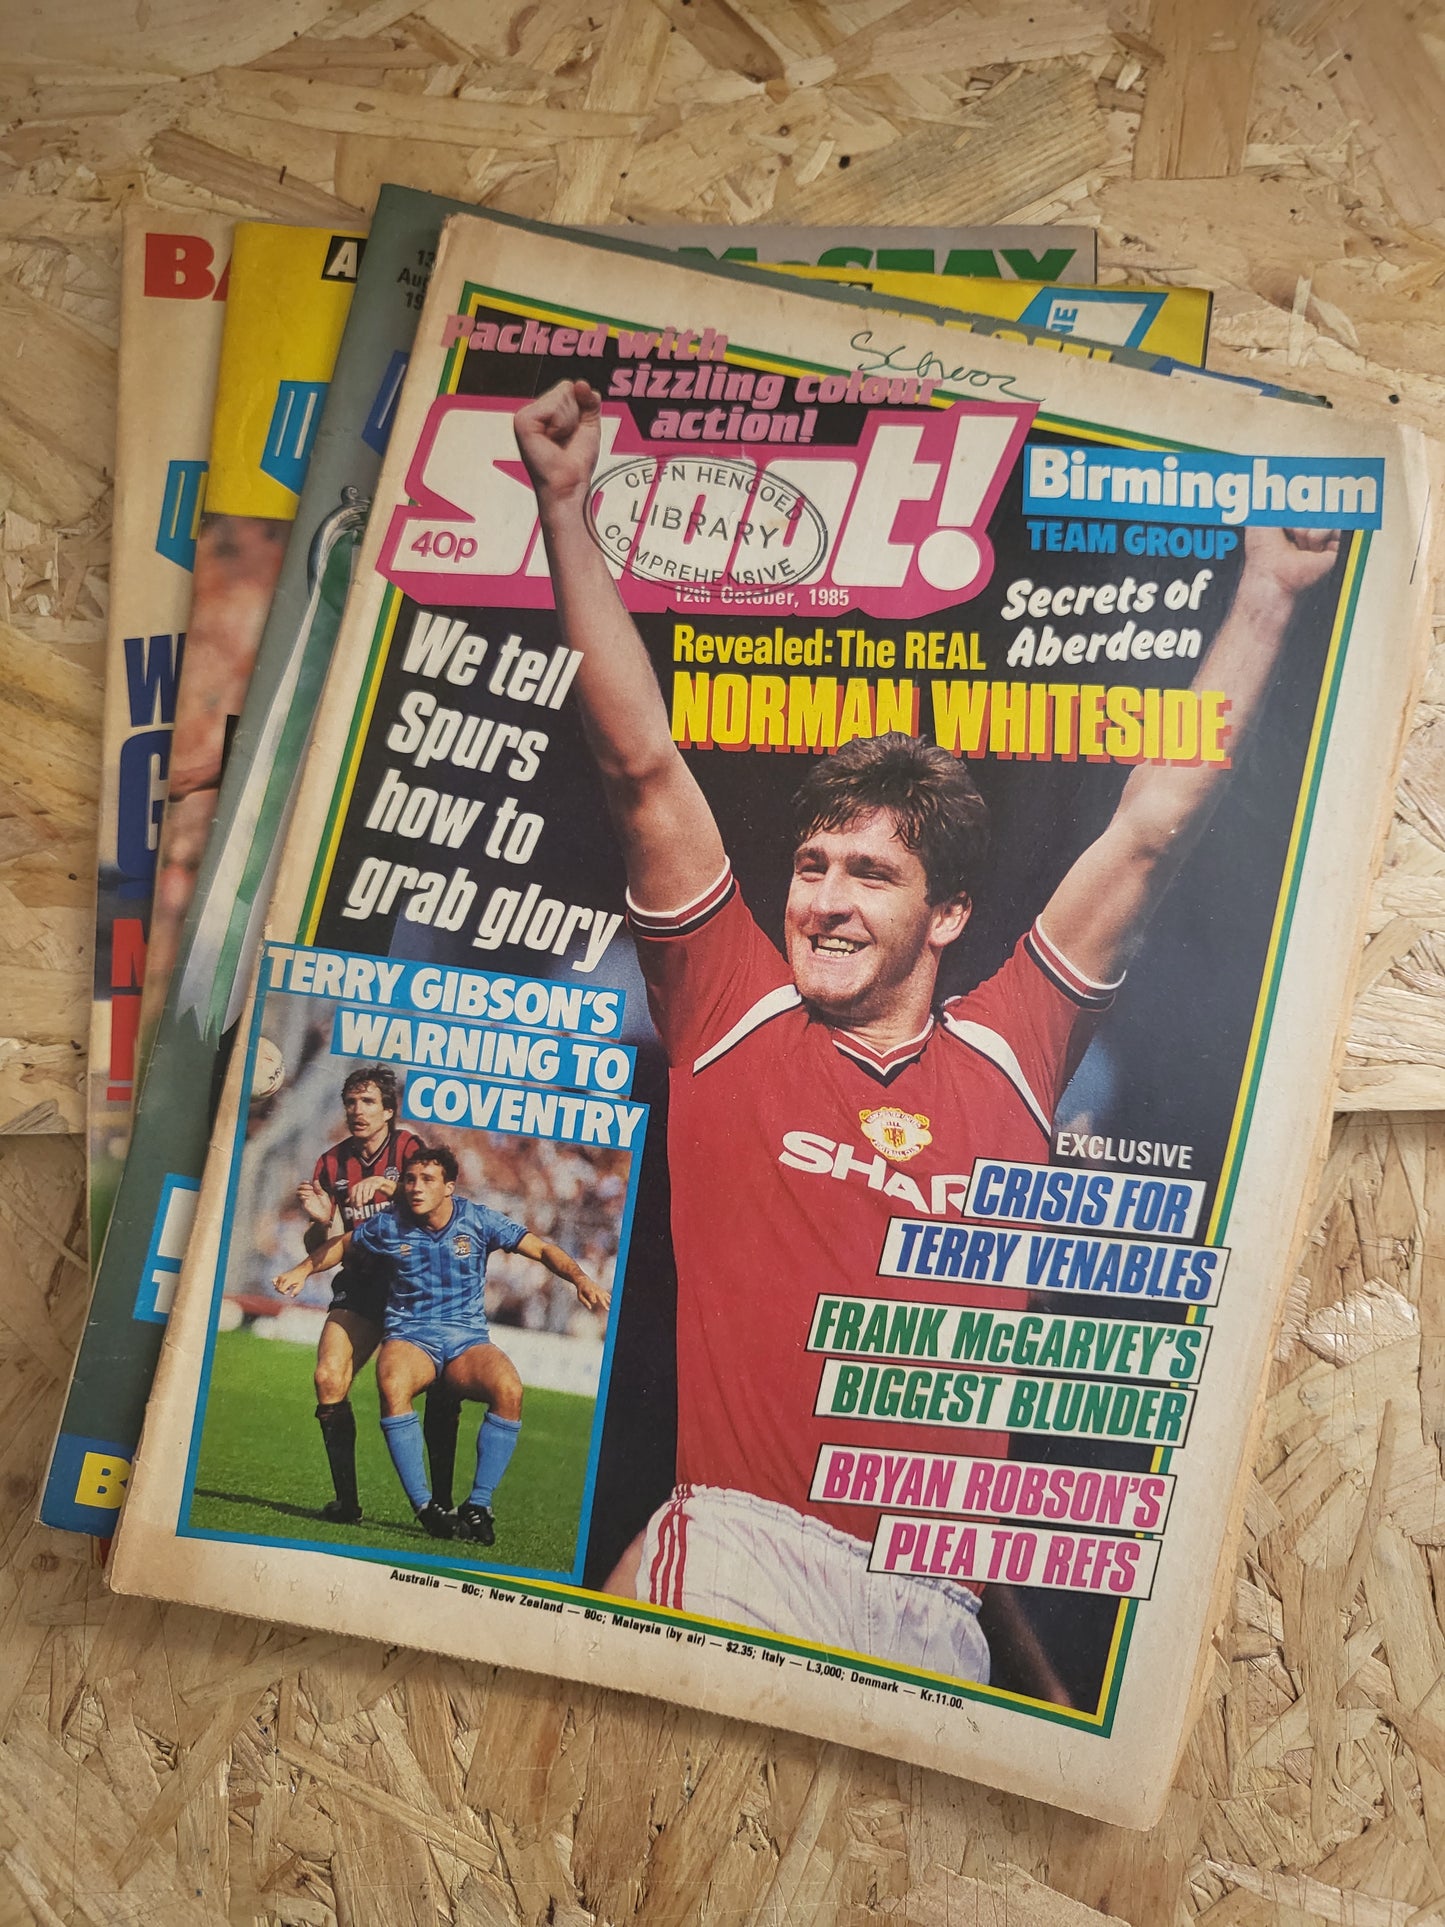 McSTAY
Packed with
sizzling colour
action!
School
Shoot!
40p
CEFN HENGOED
LIBRARY
COMPREHENSIVE
12th October, 1985
Birmingham
TEAM GROUP
Secrets of
Aberdeen
Revealed: The REAL
NORMAN WHITESIDE
We tell
Spurs
how to
grab glory
TERRY GIBSON'S
WARNING TO
COVENTRY
PHILIPS
SHARP
EXCLUSIVE
CRISIS FOR
TERRY VENABLES
FRANK McGARVEY'S
BIGGEST BLUNDER
BRYAN ROBSON'S
PLEA TO REFS
Australia — 80c; New Zealand — 80c; Malaysia (by air) — $2.35; Italy — L.3,000; Denmark — Kr.11.00.